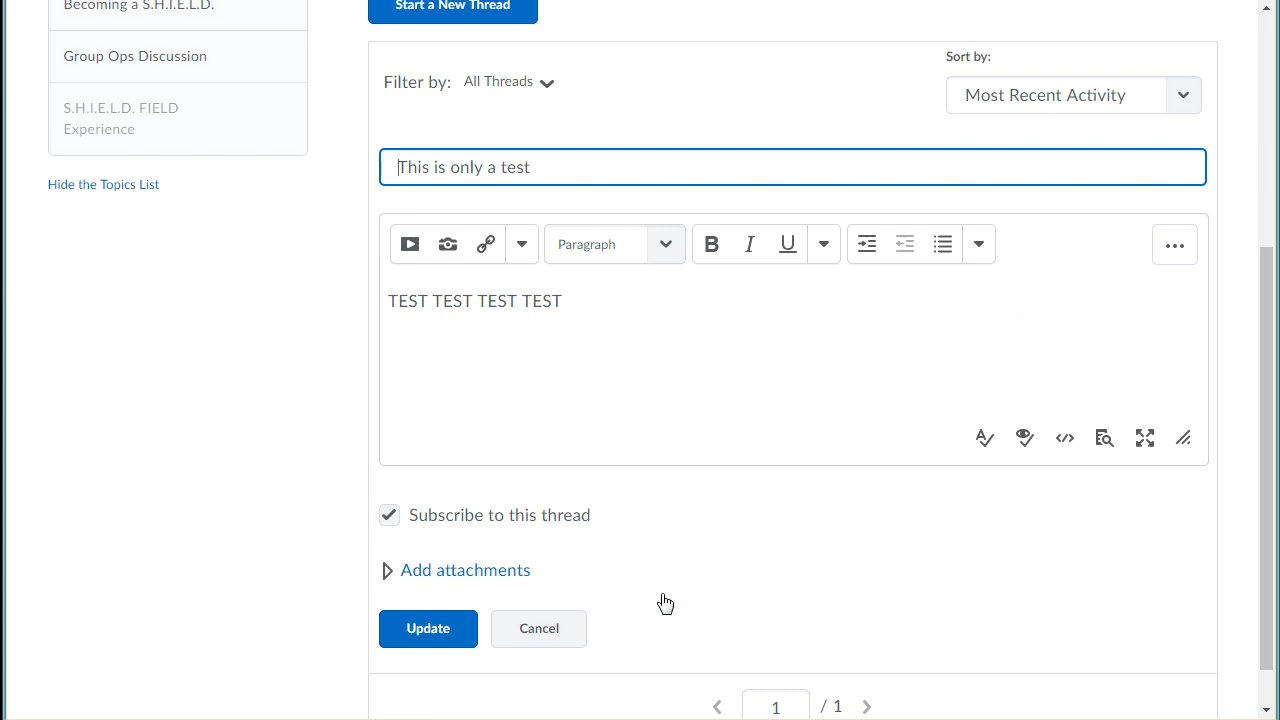 Becoming a S.H.I.E.L.D.
Group Ops Discussion
S.H.I.E.L.D. FIELD
Experience
Hide the Topics List
Start a New Thread
Filter by: All Threads
Sort by:
Most Recent Activity
This is only a test
Paragraph B I U
TEST TEST TEST TEST
Subscribe to this thread
Add attachments
Update Cancel
1 / 1